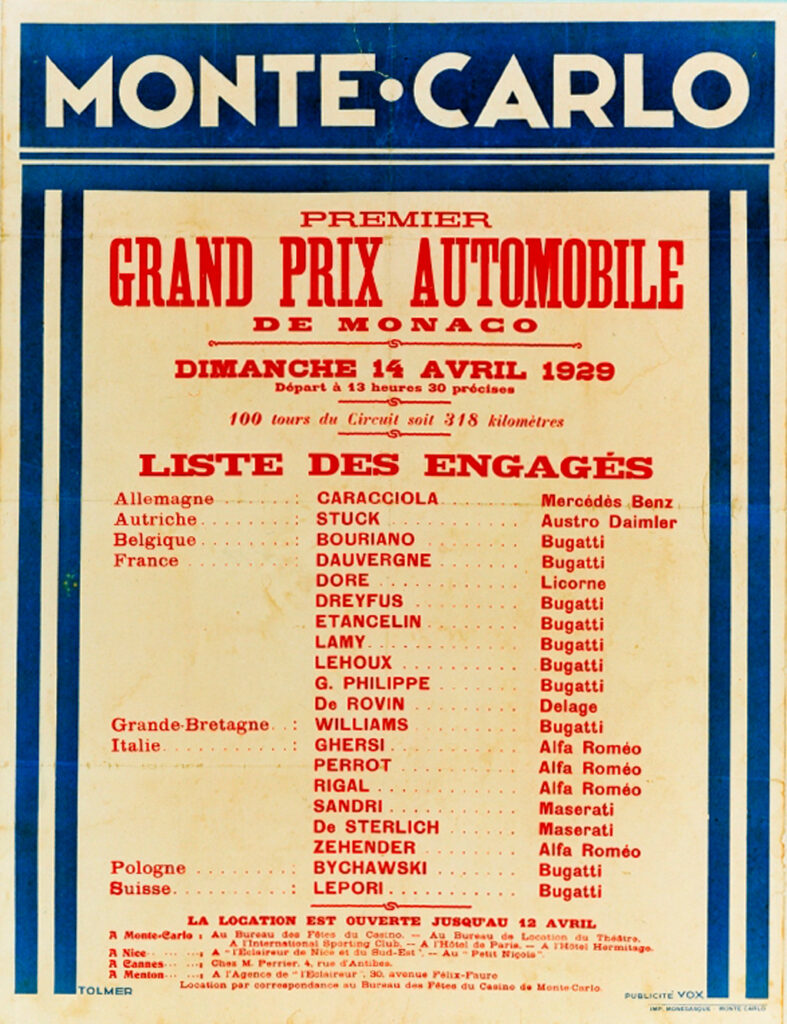 MONTE·CARLO
PREMIER
GRAND PRIX AUTOMOBILE
DE MONACO
DIMANCHE 14 AVRIL 1929
Départ à 13 heures 30 précises
100 tours du Circuit soit 318 kilomètres
LISTE DES ENGAGÉS
Allemagne . . . . . . . : CARACCIOLA . . . . . . . . Mercédès Benz
Autriche . . . . . . . . : STUCK . . . . . . . . . . . Austro Daimler
Belgique . . . . . . . . : BOURIANO . . . . . . . . . Bugatti
France . . . . . . . . . : DAUVERGNE . . . . . . . Bugatti
DORE . . . . . . . . . . . Licorne
DREYFUS . . . . . . . . . Bugatti
ETANCELIN . . . . . . . . Bugatti
LAMY . . . . . . . . . . . Bugatti
LEHOUX . . . . . . . . . . Bugatti
G. PHILIPPE . . . . . . . Bugatti
De ROVIN . . . . . . . . . Delage
Grande-Bretagne . . : WILLIAMS . . . . . . . . . Bugatti
Italie . . . . . . . . . . . : GHERSI . . . . . . . . . . Alfa Roméo
PERROT . . . . . . . . . . Alfa Roméo
RIGAL . . . . . . . . . . . Alfa Roméo
SANDRI . . . . . . . . . . Maserati
De STERLICH . . . . . . Maserati
ZEHENDER . . . . . . . . Alfa Roméo
Pologne . . . . . . . . . : BYCHAWSKI . . . . . . . Bugatti
Suisse . . . . . . . . . . : LEPORI . . . . . . . . . . Bugatti
LA LOCATION EST OUVERTE JUSQU'AU 12 AVRIL
A Monte-Carlo : Au Bureau des Fêtes du Casino. — Au Bureau de Location du Théâtre,
A l'International Sporting Club. — A l'Hôtel de Paris. — A l'Hôtel Hermitage.
A Nice . . . . . . : A "l'Eclaireur de Nice et du Sud-Est". — Au "Petit Niçois".
A Cannes . . . . : Chez M. Perrier, 4, rue d'Antibes.
A Menton . . . . : A l'Agence de "l'Eclaireur", 30, avenue Félix-Faure
Location par correspondance au Bureau des Fêtes du Casino de Monte-Carlo.
TOLMER
PUBLICITÉ VOX
IMP. MONÉGASQUE - MONTE CARLO